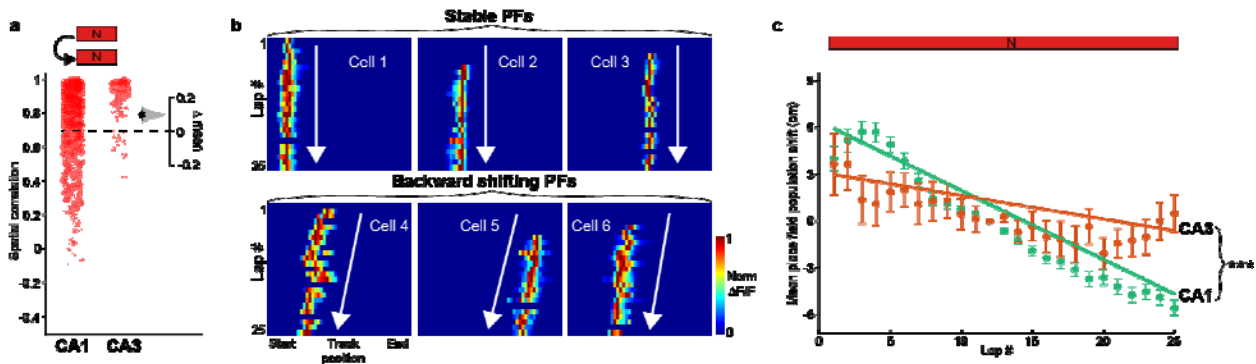 a
N
N
1
0.8
0.6
0.4
0.2
0
-0.2
-0.4
Spatial correlation
0.2
0
-0.2
Δ mean
CA1 CA3
b
Stable PFs
1
Lap #
25
Cell 1
Cell 2
Cell 3
Backward shifting PFs
1
Lap #
25
Cell 4
Cell 5
Cell 6
Start Track position End
1
Norm ΔF/F
0
c
N
Mean place field population shift (cm)
9
6
3
0
-3
-6
0 5 10 15 20 25
Lap #
CA3
CA1